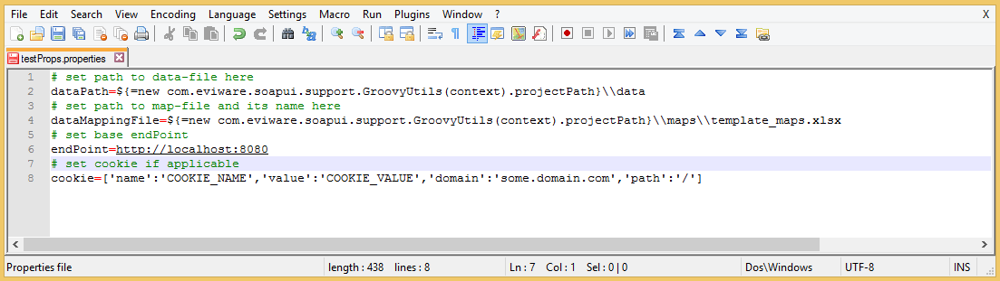 File Edit Search View Encoding Language Settings Macro Run Plugins Window ? X
testProps.properties
1 # set path to data-file here
2 dataPath=${=new com.eviware.soapui.support.GroovyUtils(context).projectPath}\\data
3 # set path to map-file and its name here
4 dataMappingFile=${=new com.eviware.soapui.support.GroovyUtils(context).projectPath}\\maps\\template_maps.xlsx
5 # set base endPoint
6 endPoint=http://localhost:8080
7 # set cookie if applicable
8 cookie=['name':'COOKIE_NAME','value':'COOKIE_VALUE','domain':'some.domain.com','path':'/']
Properties file length : 438 lines : 8 Ln : 7 Col : 1 Sel : 0 | 0 Dos\Windows UTF-8 INS